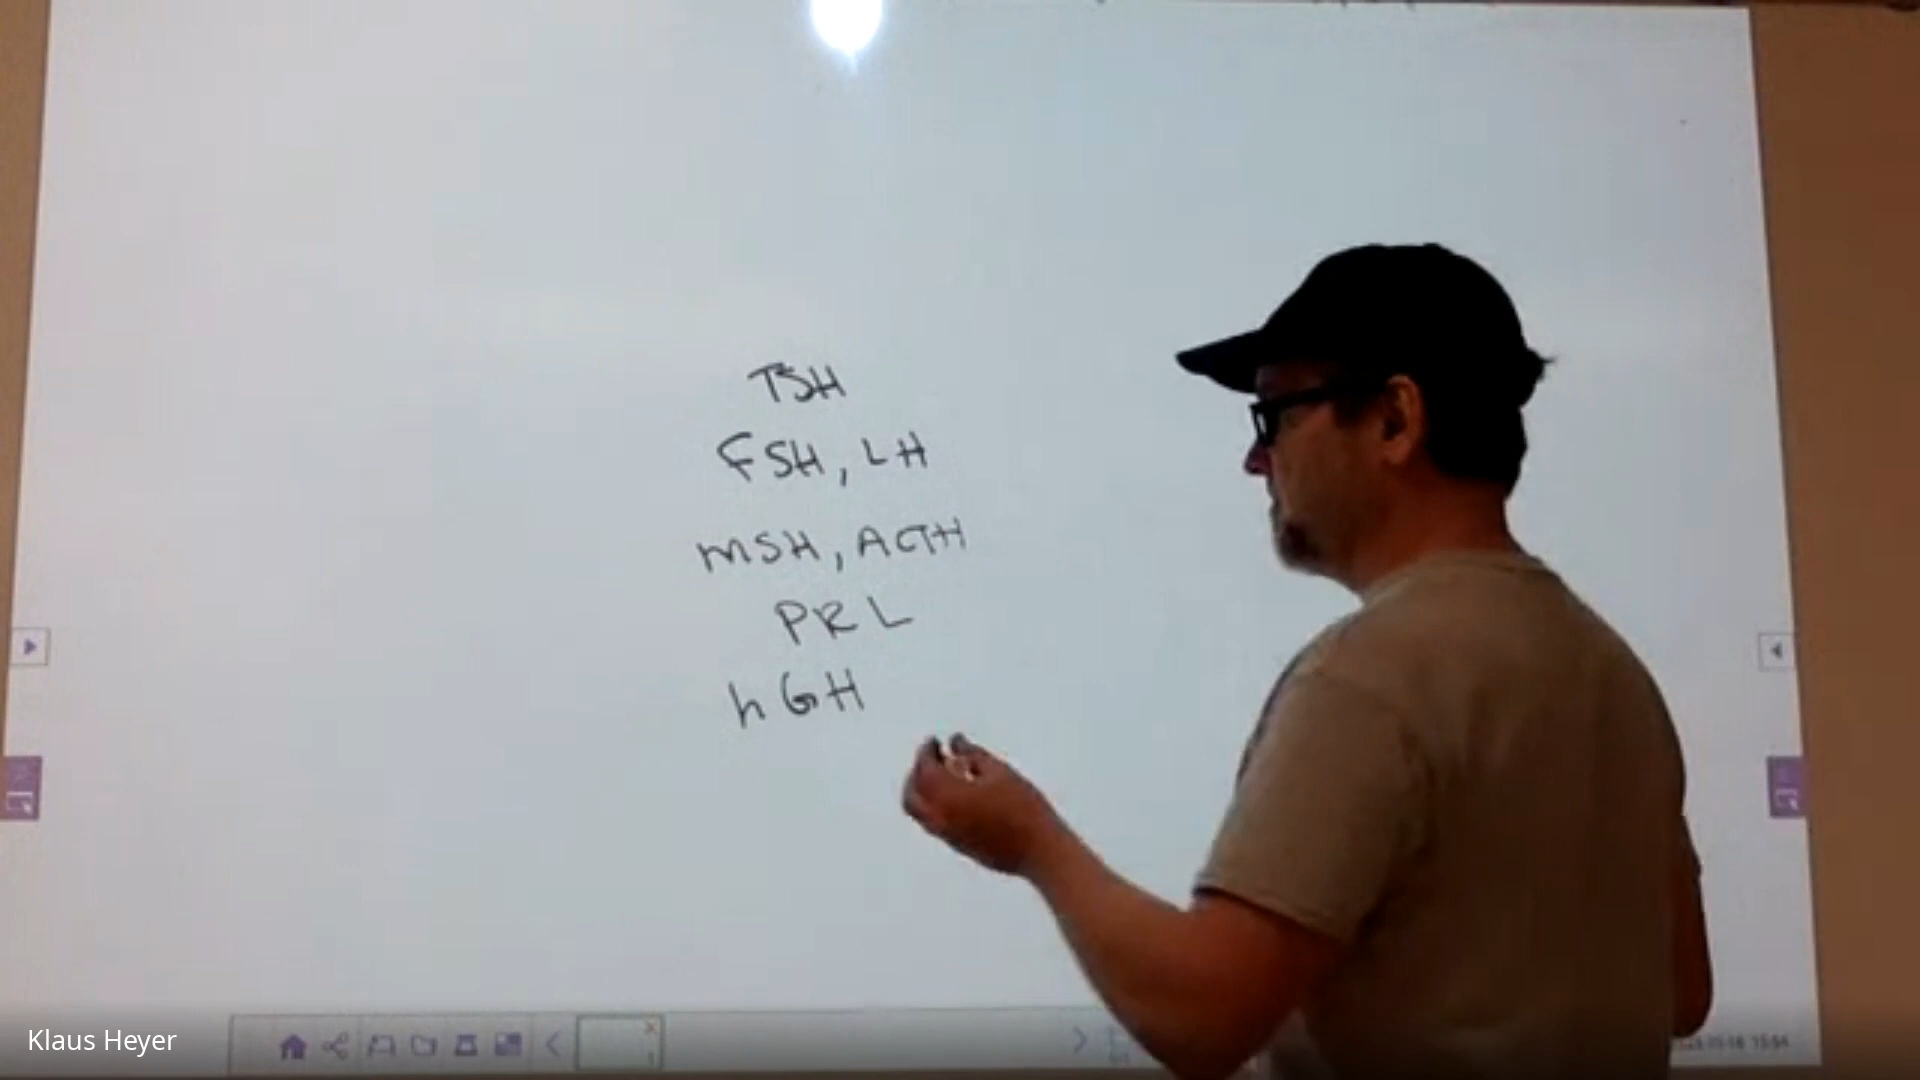 TSH
FSH, LH
MSH, ACTH
PRL
hGH
Klaus Heyer